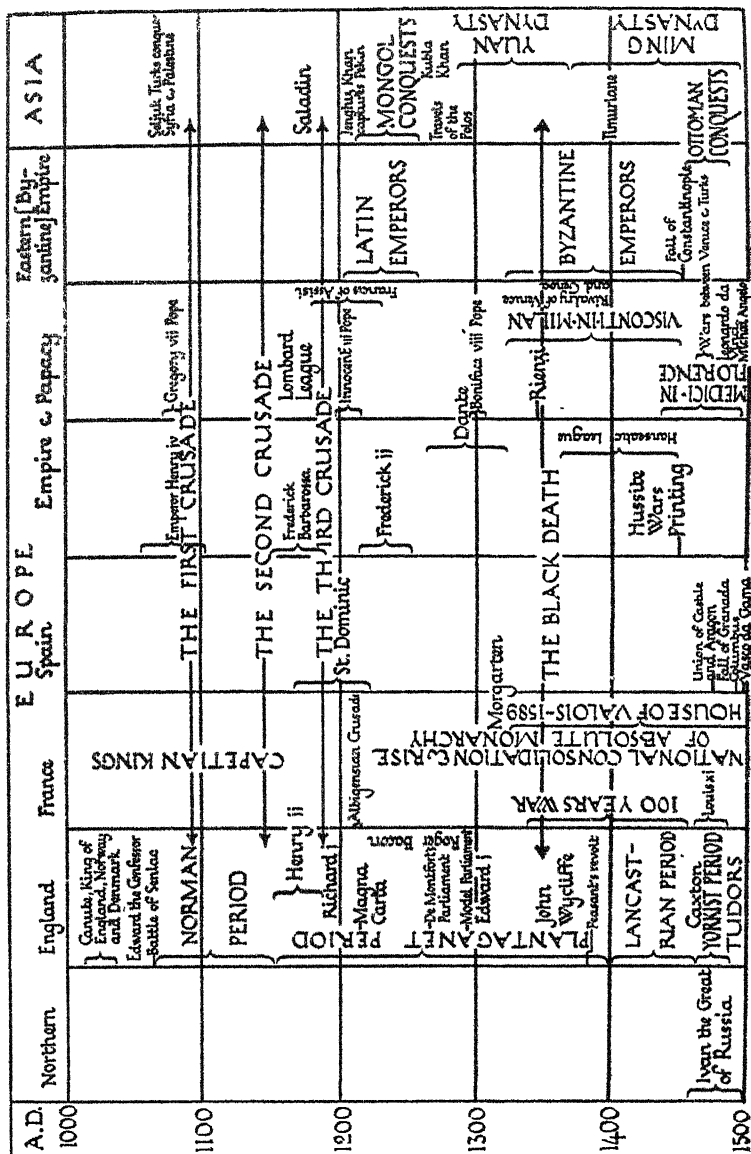 A.D.
1000
1100
1200
1300
1400
1500
EUROPE
Northern
England
France
Spain
Empire & Papacy
Eastern [By-
zantine] Empire
ASIA
Ivan the Great
of Russia
Canute, King of
England, Norway
and Denmark
Edward the Confessor
Battle of Senlac
NORMAN
PERIOD
Henry ii
Richard i
Magna
Carta
De Montfort's
Parliament
Model Parliament
Edward i
Roger Bacon
PLANTAGANET PERIOD
John
Wycliffe
Peasant's revolt
LANCAST-
RIAN PERIOD
Caxton
YORKIST PERIOD
TUDORS
CAPETIAN KINGS
Albigensian Crusade
NATIONAL CONSOLIDATION & RISE
OF ABSOLUTE MONARCHY
HOUSE OF VALOIS-1589
100 YEARS WAR
Louis xi
THE FIRST CRUSADE
THE SECOND CRUSADE
THE THIRD CRUSADE
THE BLACK DEATH
St. Dominic
Morgarten
Union of Castile
and Aragon
Fall of Granada
Columbus
Vasco da Gama
Emperor Henry iv
Gregory vii Pope
Frederick
Barbarossa
Lombard
League
Innocent iii Pope
Francis of Assisi
Frederick ii
Dante
Boniface viii Pope
Rienzi
Hanseatic
League
Hussite
Wars
Printing
Rivalry of Venice
and Genoa
VISCONTI-IN-MILAN
MEDICI-IN
FLORENCE
Wars between Venice & Turks
Leonardo da
Michel Angelo
LATIN
EMPERORS
BYZANTINE
EMPERORS
Fall of
Constantinople
Seljuk Turks conquer
Syria & Palestine
Saladin
Jenghiz Khan
captures Pekin
MONGOL
CONQUESTS
Kubla
Khan
Travels
of the
Polos
YUAN
DYNASTY
Timurlane
MING
DYNASTY
OTTOMAN
CONQUESTS